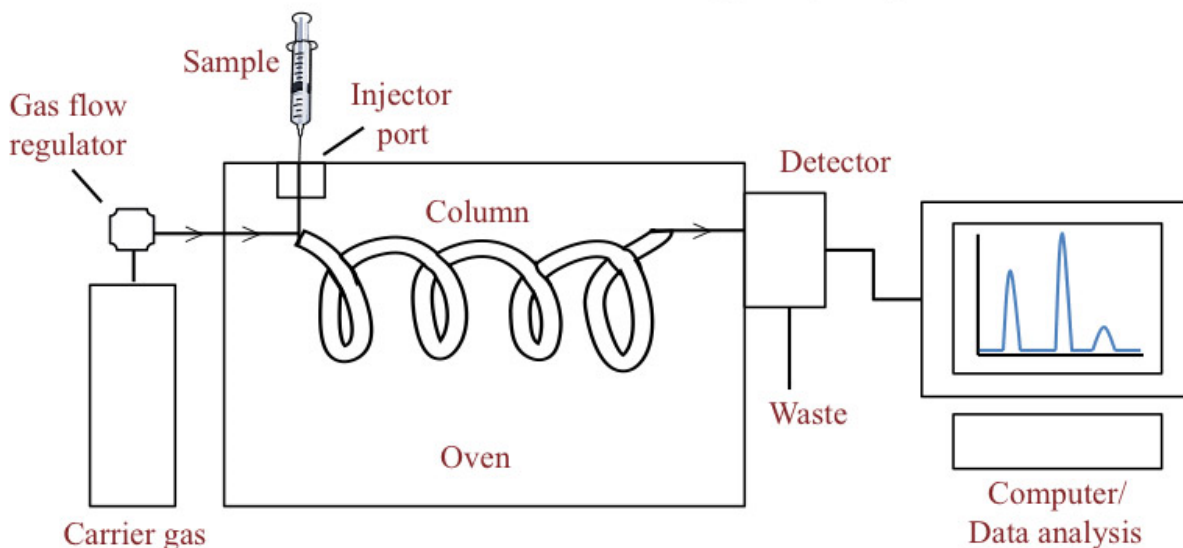 Sample
Gas flow
regulator
Injector
port
Detector
Column
Waste
Oven
Carrier gas
Computer/
Data analysis